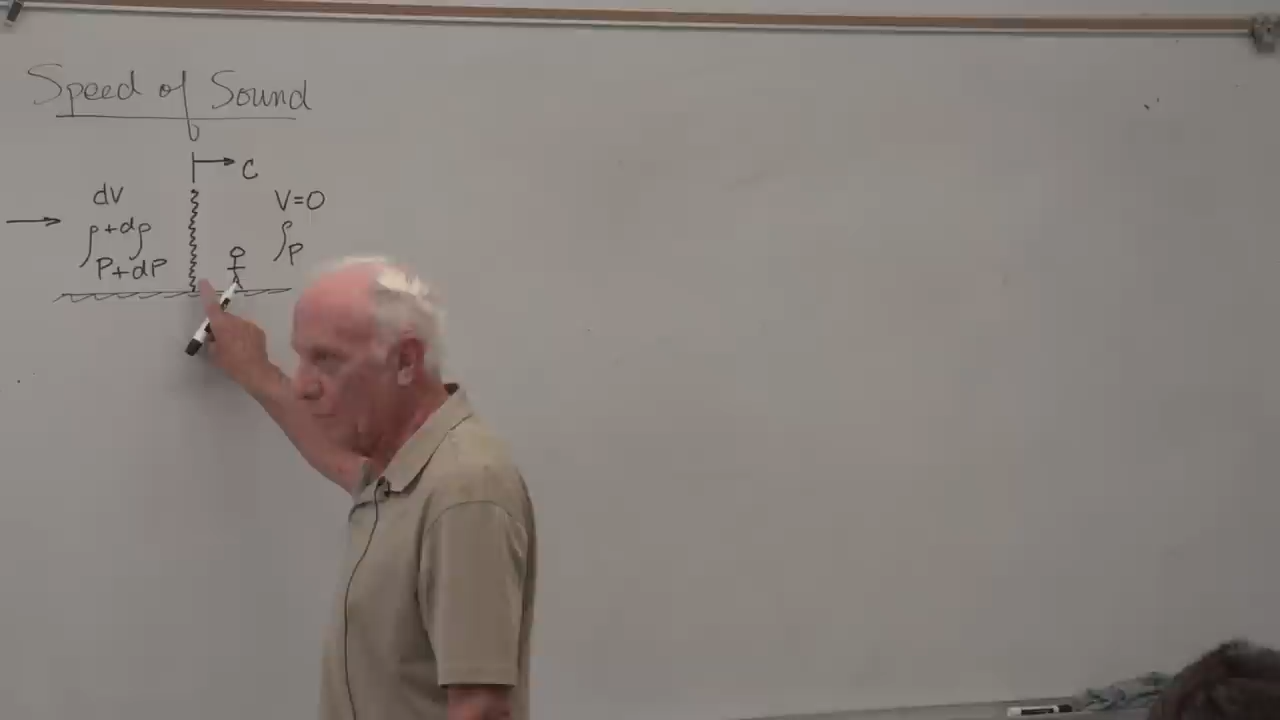 Speed of Sound
C
dV V=0
ρ+dρ ρ
P+dP P